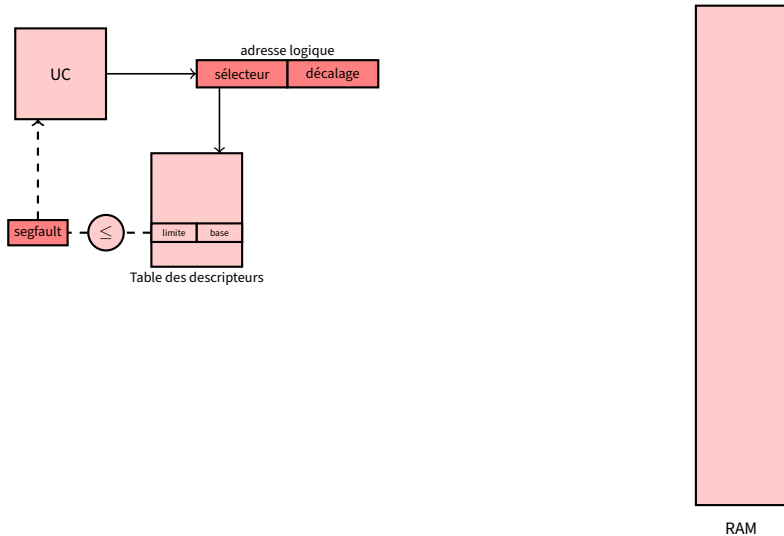 adresse logique
UC
sélecteur décalage
segfault
≤
limite base
Table des descripteurs
RAM